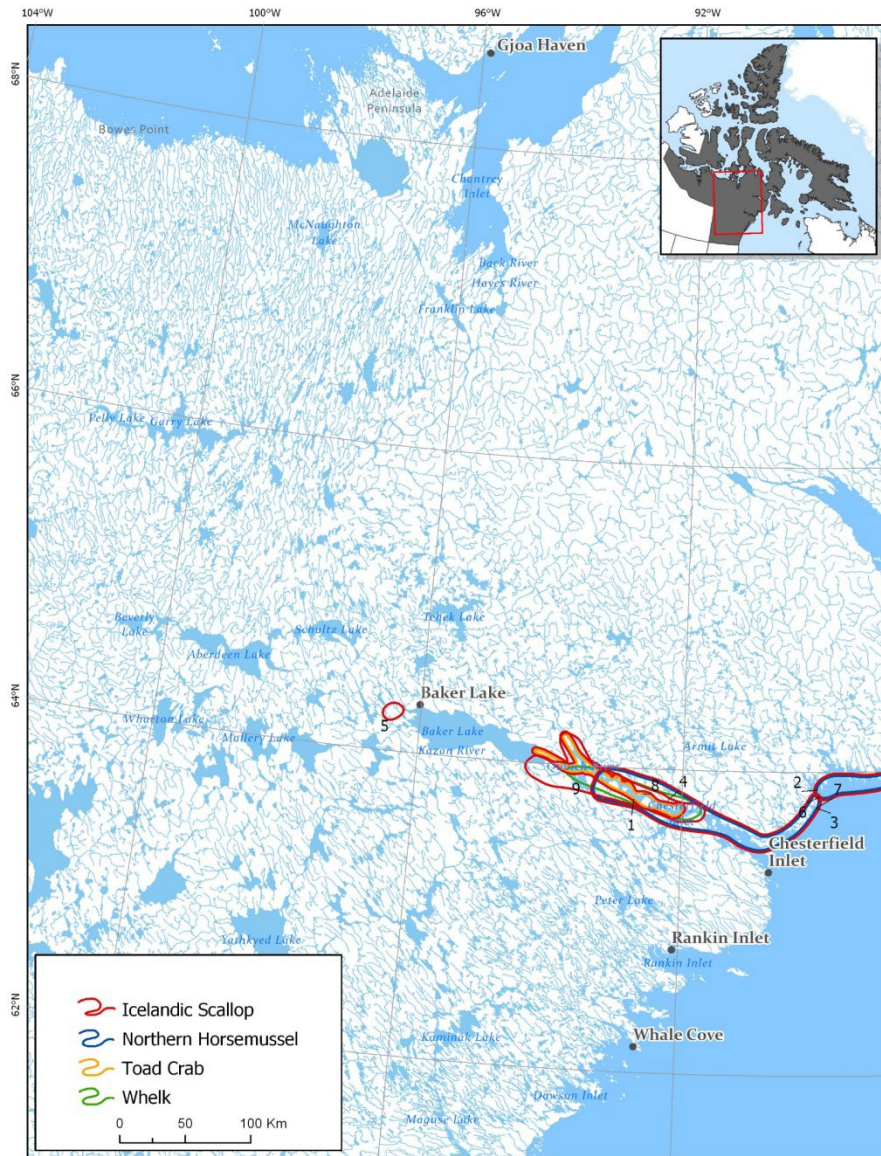 104°W
100°W
96°W
92°W
68°N
66°N
64°N
62°N
Gjoa Haven
Adelaide
Peninsula
Bowes Point
Chantrey
Inlet
McNaughton
Lake
Back River
Hayes River
Franklin Lake
Pelly Lake
Garry Lake
Beverly
Lake
Aberdeen Lake
Schultz Lake
Tehek Lake
Baker Lake
5
Wharton Lake
Mallery Lake
Baker Lake
Kazan River
Armit Lake
9
8
4
1
2
7
6
3
Chesterfield
Inlet
Peter Lake
Rankin Inlet
Rankin Inlet
Yathkyed Lake
Whale Cove
Kaminak Lake
Dawson Inlet
Maguse Lake
Icelandic Scallop
Northern Horsemussel
Toad Crab
Whelk
0 50 100 Km